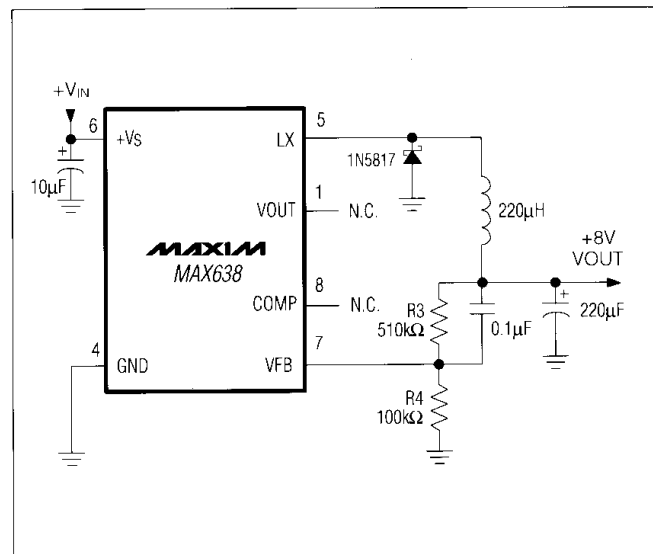 +VIN
6
+VS
10µF
LX
5
1N5817
220µH
1
VOUT
N.C.
MAXIM
MAX638
+8V
VOUT
8
COMP
N.C.
R3
510kΩ
0.1µF
220µF
4
GND
7
VFB
R4
100kΩ